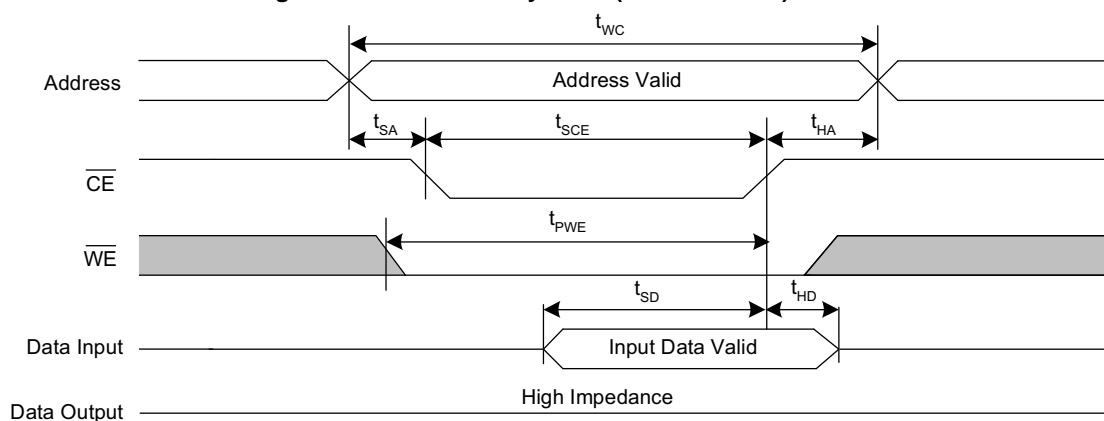 t_WC
Address
Address Valid
t_SA
t_SCE
t_HA
CE
t_PWE
WE
t_SD
t_HD
Data Input
Input Data Valid
High Impedance
Data Output